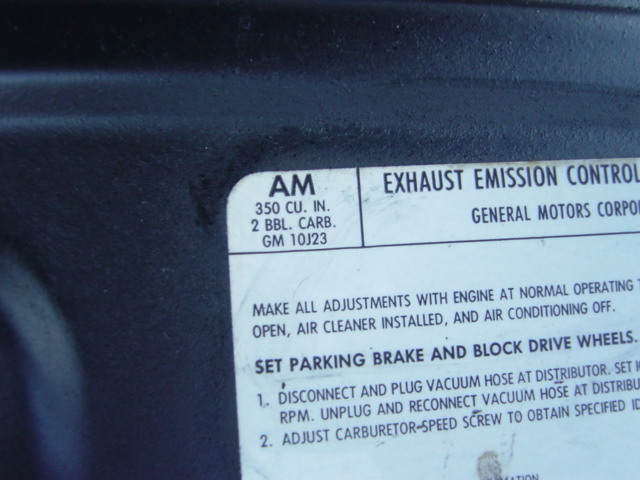 AM
350 CU. IN.
2 BBL. CARB.
GM 10J23
EXHAUST EMISSION CONTROL
GENERAL MOTORS CORPO
MAKE ALL ADJUSTMENTS WITH ENGINE AT NORMAL OPERATING
OPEN, AIR CLEANER INSTALLED, AND AIR CONDITIONING OFF.
SET PARKING BRAKE AND BLOCK DRIVE WHEELS.
1. DISCONNECT AND PLUG VACUUM HOSE AT DISTRIBUTOR. SET
RPM. UNPLUG AND RECONNECT VACUUM HOSE AT DISTRIBU
2. ADJUST CARBURETOR SPEED SCREW TO OBTAIN SPECIFIED ID